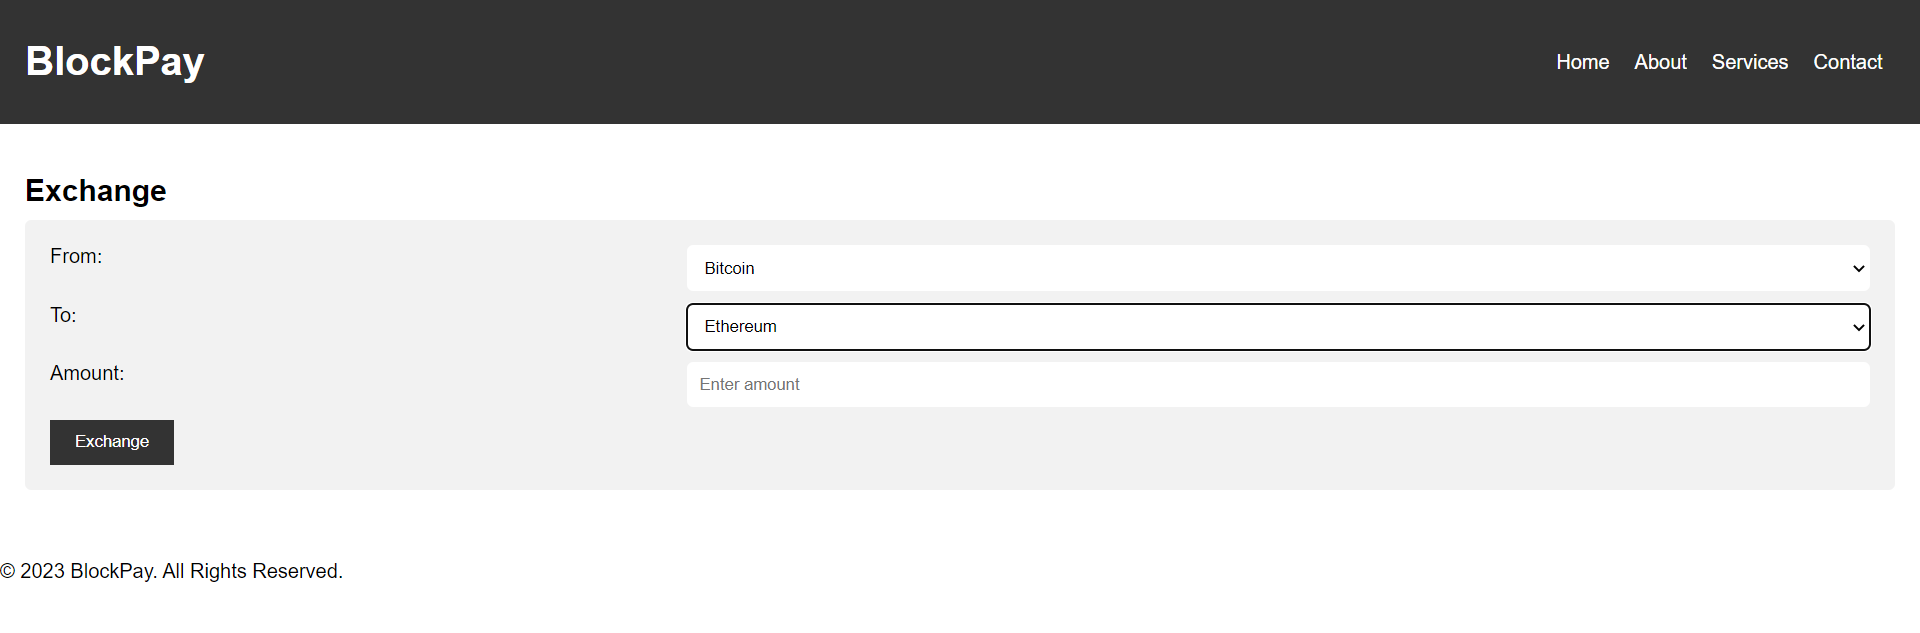 BlockPay
Home About Services Contact
Exchange
From: Bitcoin
To: Ethereum
Amount: Enter amount
Exchange
© 2023 BlockPay. All Rights Reserved.